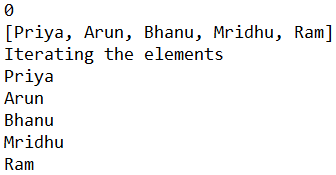 0
[Priya, Arun, Bhanu, Mridhu, Ram]
Iterating the elements
Priya
Arun
Bhanu
Mridhu
Ram